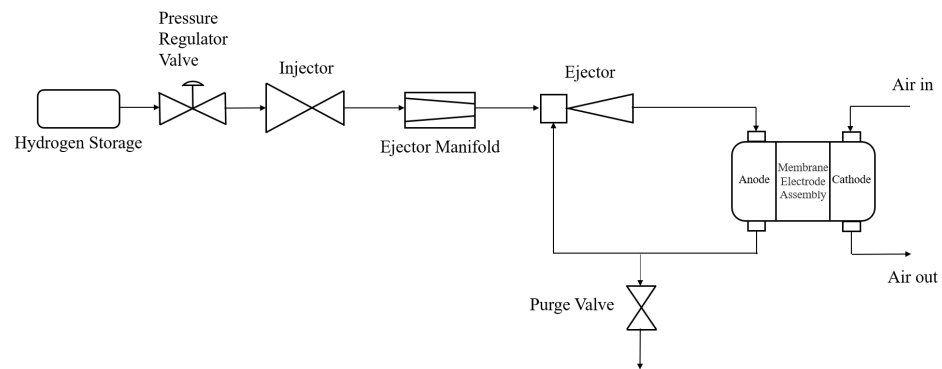 Pressure
Regulator
Valve
Injector
Ejector
Air in
Hydrogen Storage
Ejector Manifold
Anode
Membrane
Electrode
Assembly
Cathode
Air out
Purge Valve